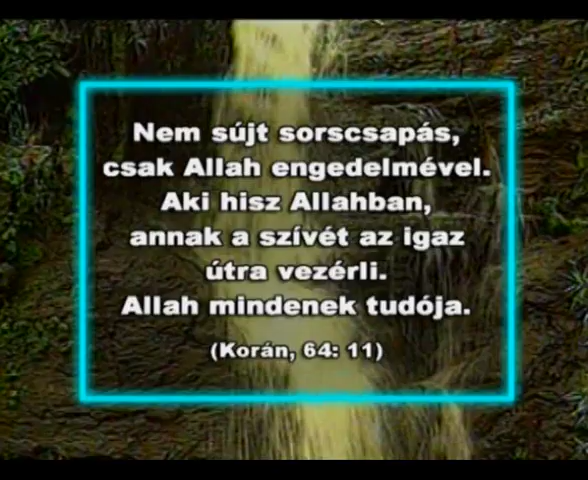 Nem sújt sorscsapás,
csak Allah engedelmével.
Aki hisz Allahban,
annak a szívét az igaz
útra vezérli.
Allah mindenek tudója.
(Korán, 64: 11)